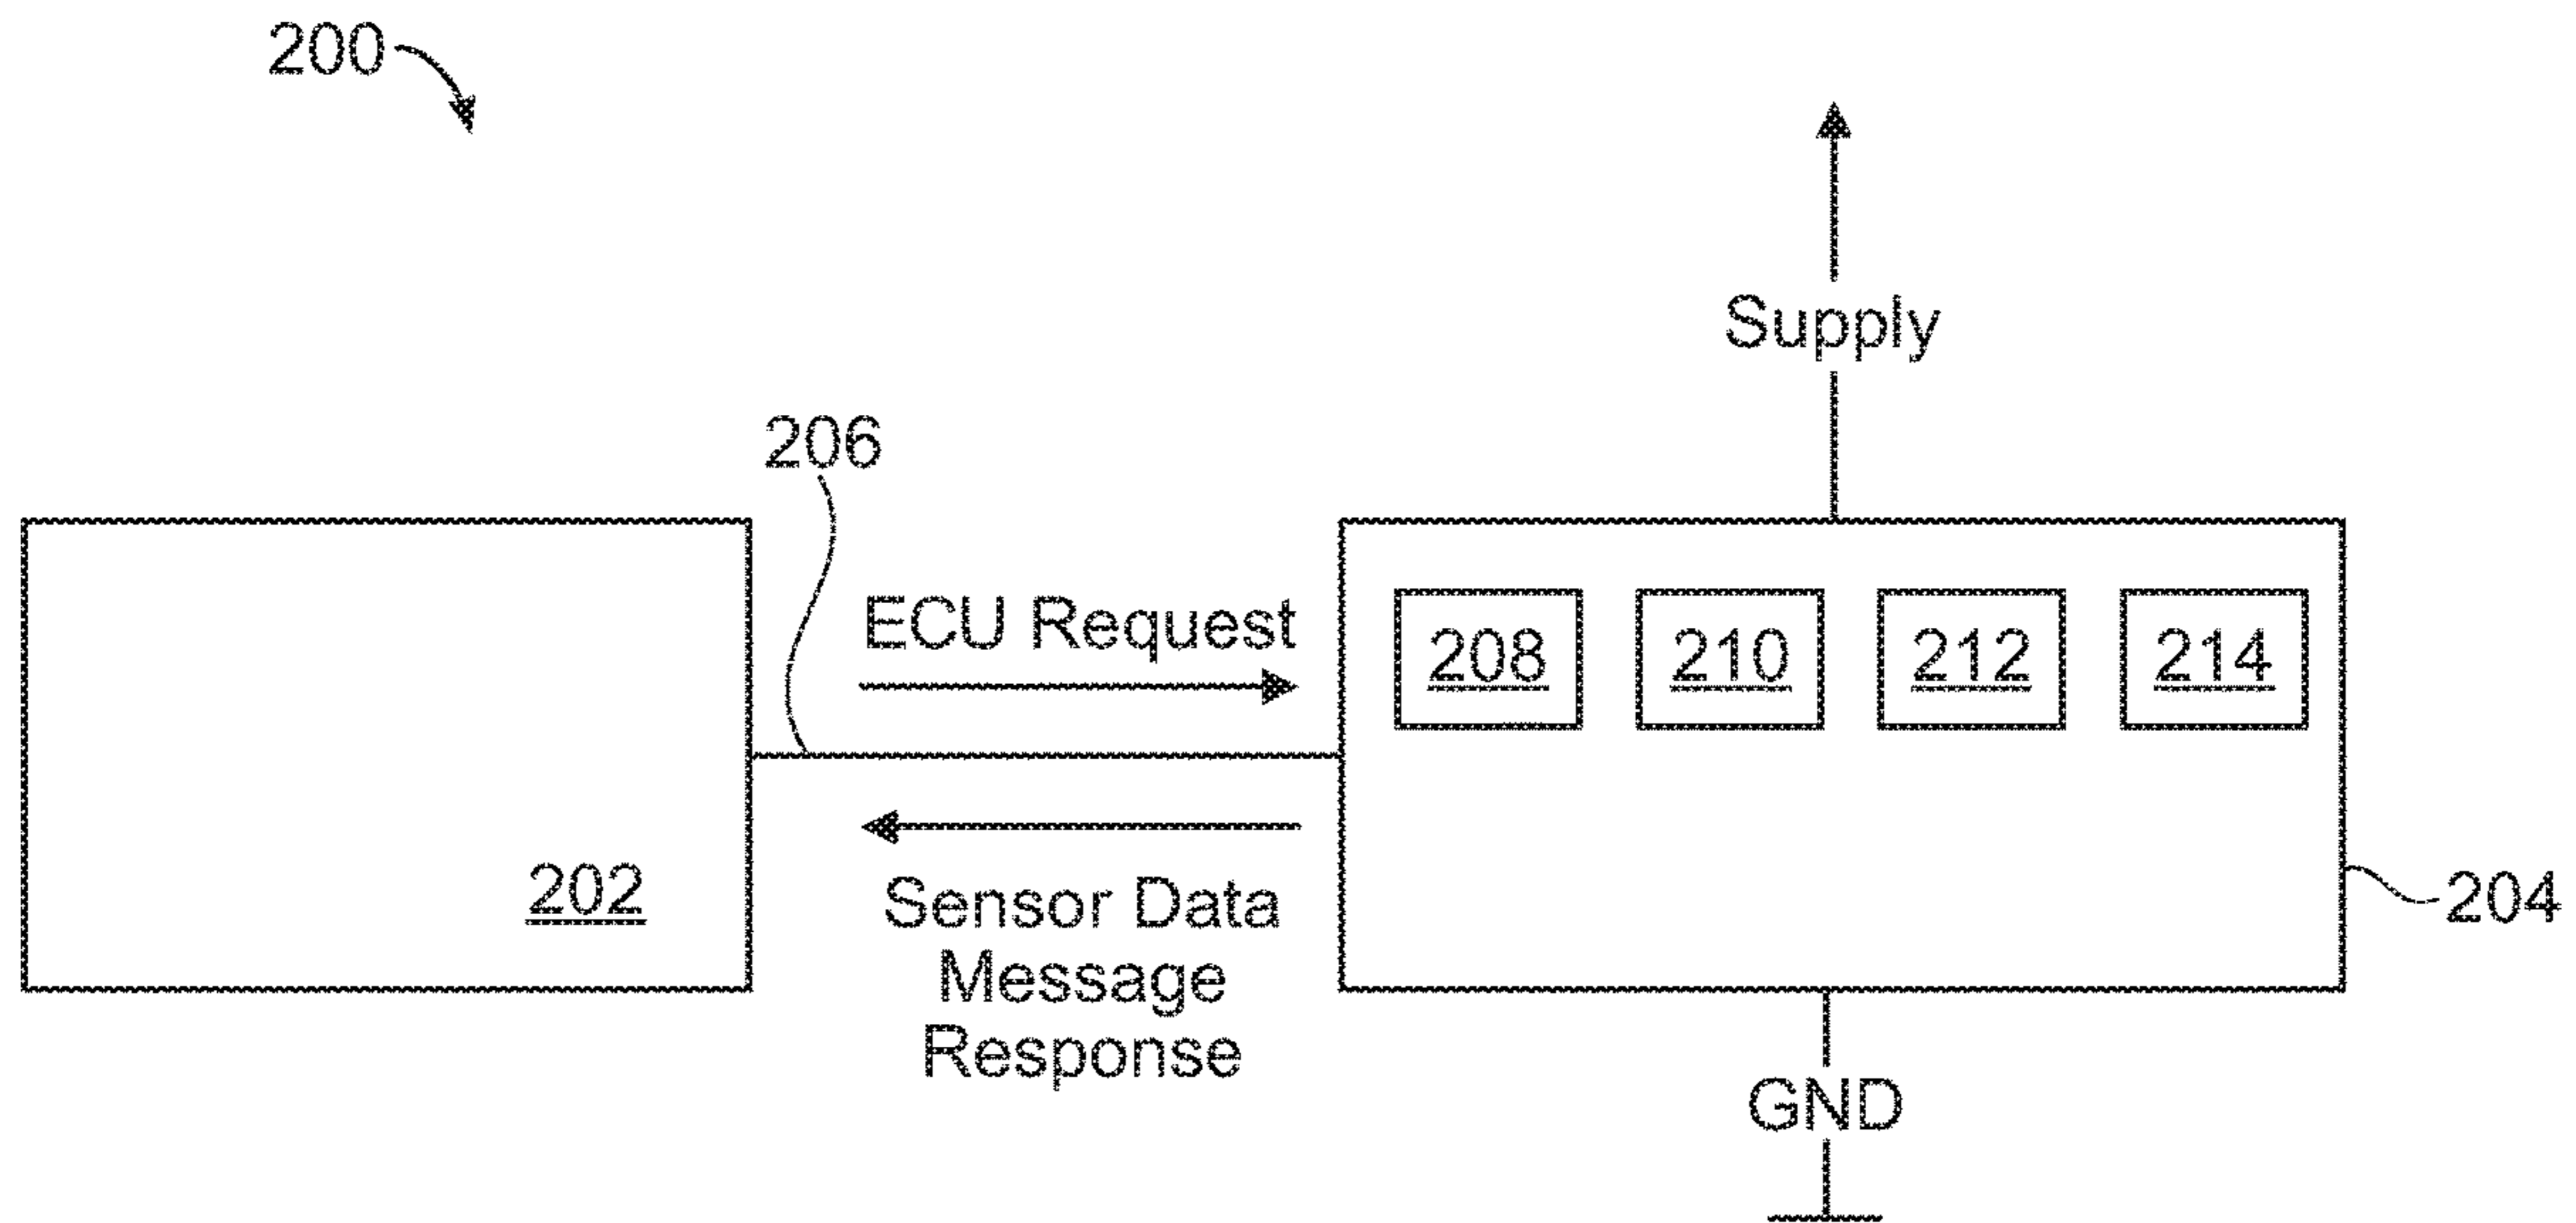 200
Supply
206
ECU Request
208 210 212 214
202
Sensor Data
Message
Response
204
GND